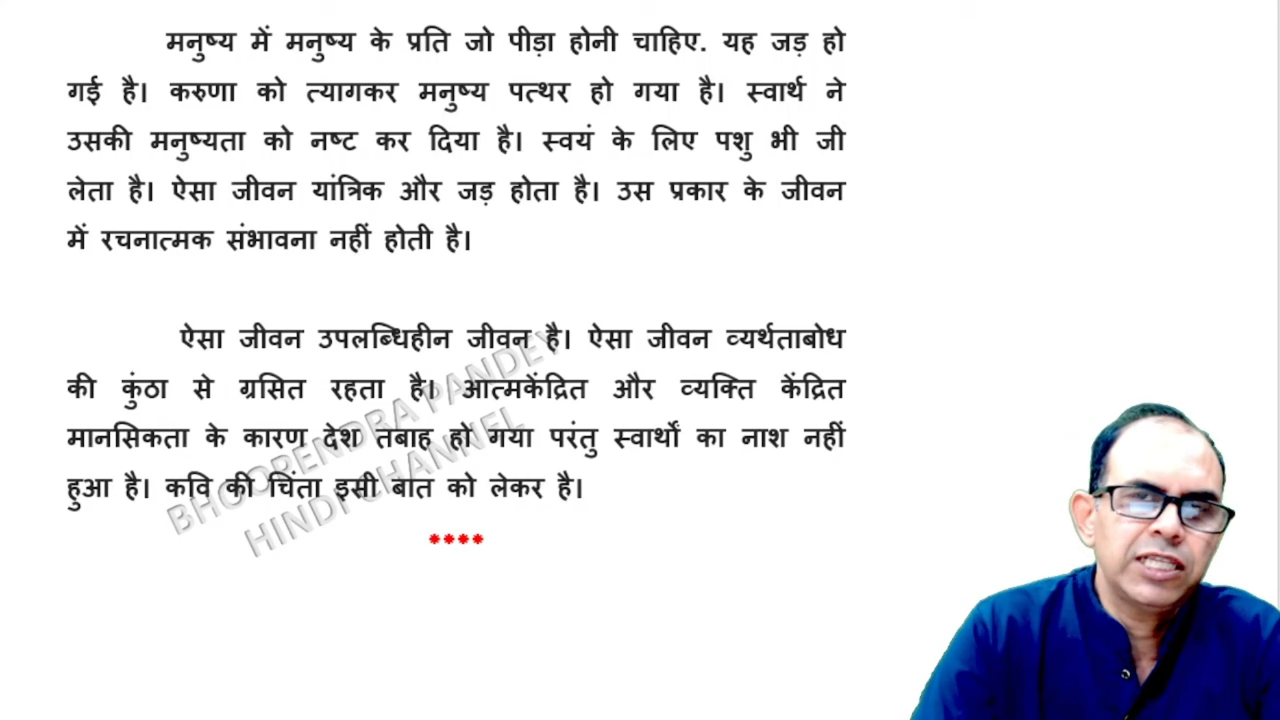 मनुष्य में मनुष्य के प्रति जो पीड़ा होनी चाहिए. यह जड़ हो
गई है। करुणा को त्यागकर मनुष्य पत्थर हो गया है। स्वार्थ ने
उसकी मनुष्यता को नष्ट कर दिया है। स्वयं के लिए पशु भी जी
लेता है। ऐसा जीवन यांत्रिक और जड़ होता है। उस प्रकार के जीवन
में रचनात्मक संभावना नहीं होती है।
ऐसा जीवन उपलब्धिहीन जीवन है। ऐसा जीवन व्यर्थताबोध
की कुंठा से ग्रसित रहता है। आत्मकेंद्रित और व्यक्ति केंद्रित
मानसिकता के कारण देश तबाह हो गया परंतु स्वार्थों का नाश नहीं
हुआ है। कवि की चिंता इसी बात को लेकर है।
****
BHOOPENDRA PANDEY
HINDI CHANNEL